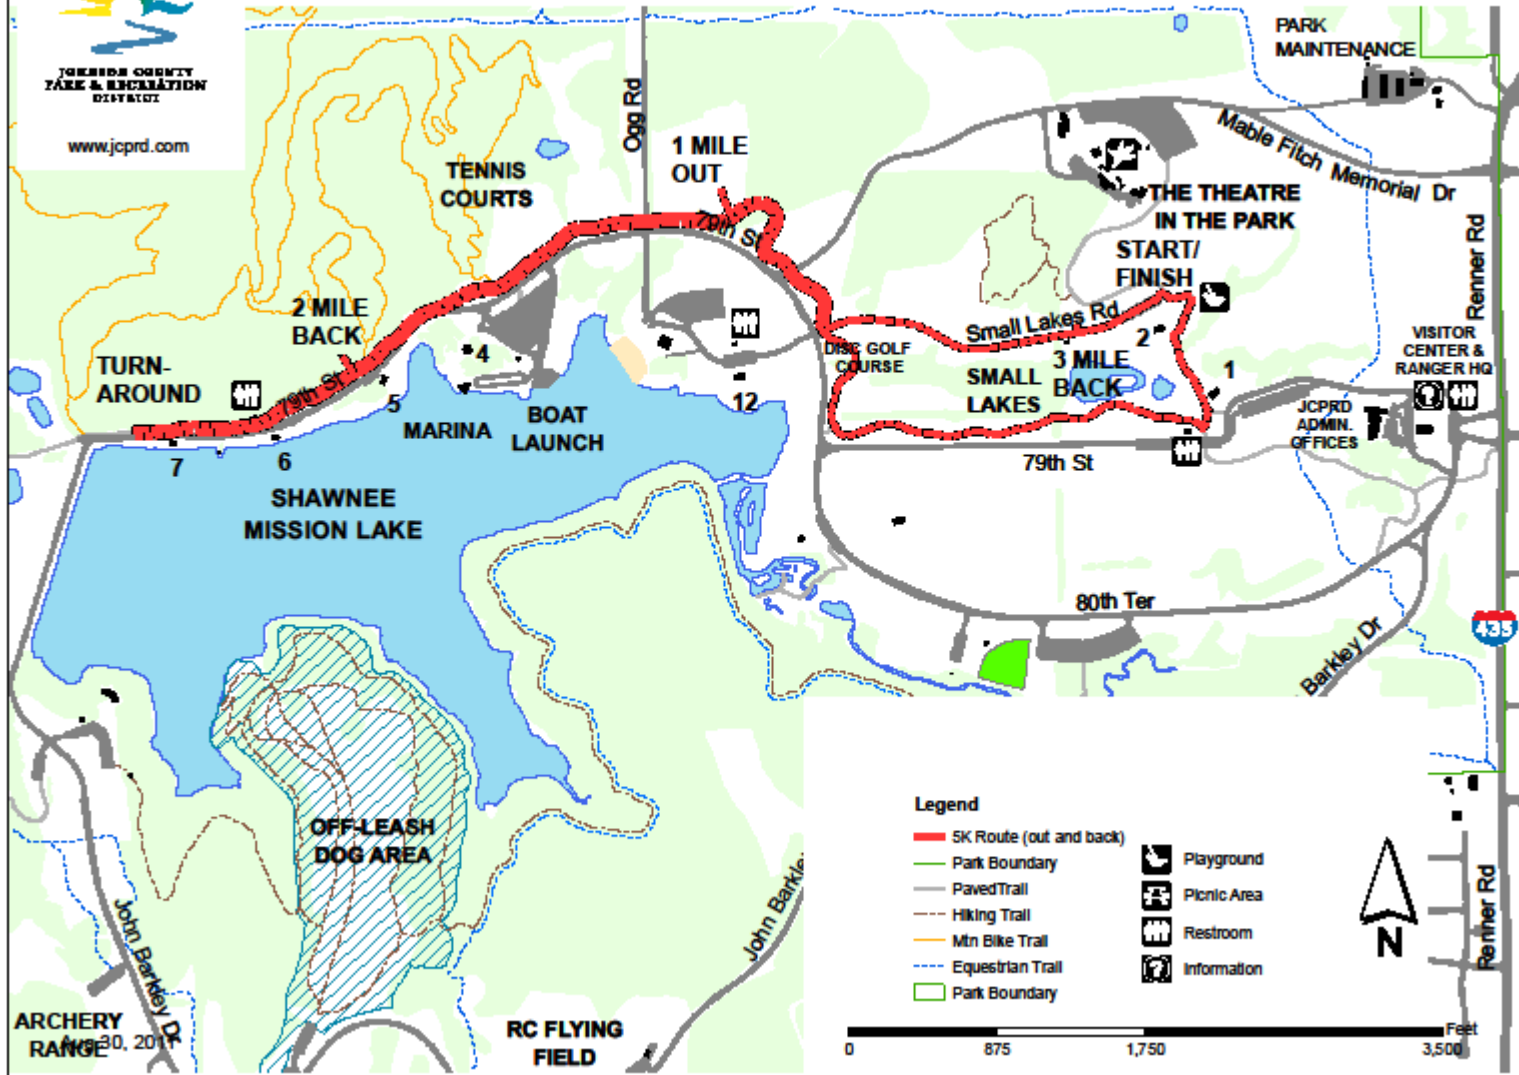 JOHNSON COUNTY
PARK & RECREATION
DISTRICT
www.jcprd.com
PARK
MAINTENANCE
Ogg Rd
1 MILE
OUT
TENNIS
COURTS
Mable Fitch Memorial Dr
THE THEATRE
IN THE PARK
79th St
START/
FINISH
Renner Rd
2 MILE
BACK
Small Lakes Rd
2
VISITOR
CENTER &
RANGER HQ
DISC GOLF
COURSE
3 MILE
BACK
SMALL
LAKES
1
TURN-
AROUND
79th St
4
5
12
MARINA
BOAT
LAUNCH
JCPRD
ADMIN.
OFFICES
7
6
79th St
SHAWNEE
MISSION LAKE
80th Ter
435
Barkley Dr
OFF-LEASH
DOG AREA
John Barkle
John Barkley Dr
Legend
5K Route (out and back)
Park Boundary
PavedTrail
Hiking Trail
Mtn Bike Trail
Equestrian Trail
Park Boundary
Playground
Picnic Area
Restroom
Information
N
Renner Rd
ARCHERY
RANGE
Aug 30, 2011
RC FLYING
FIELD
Feet
0 875 1,750 3,500